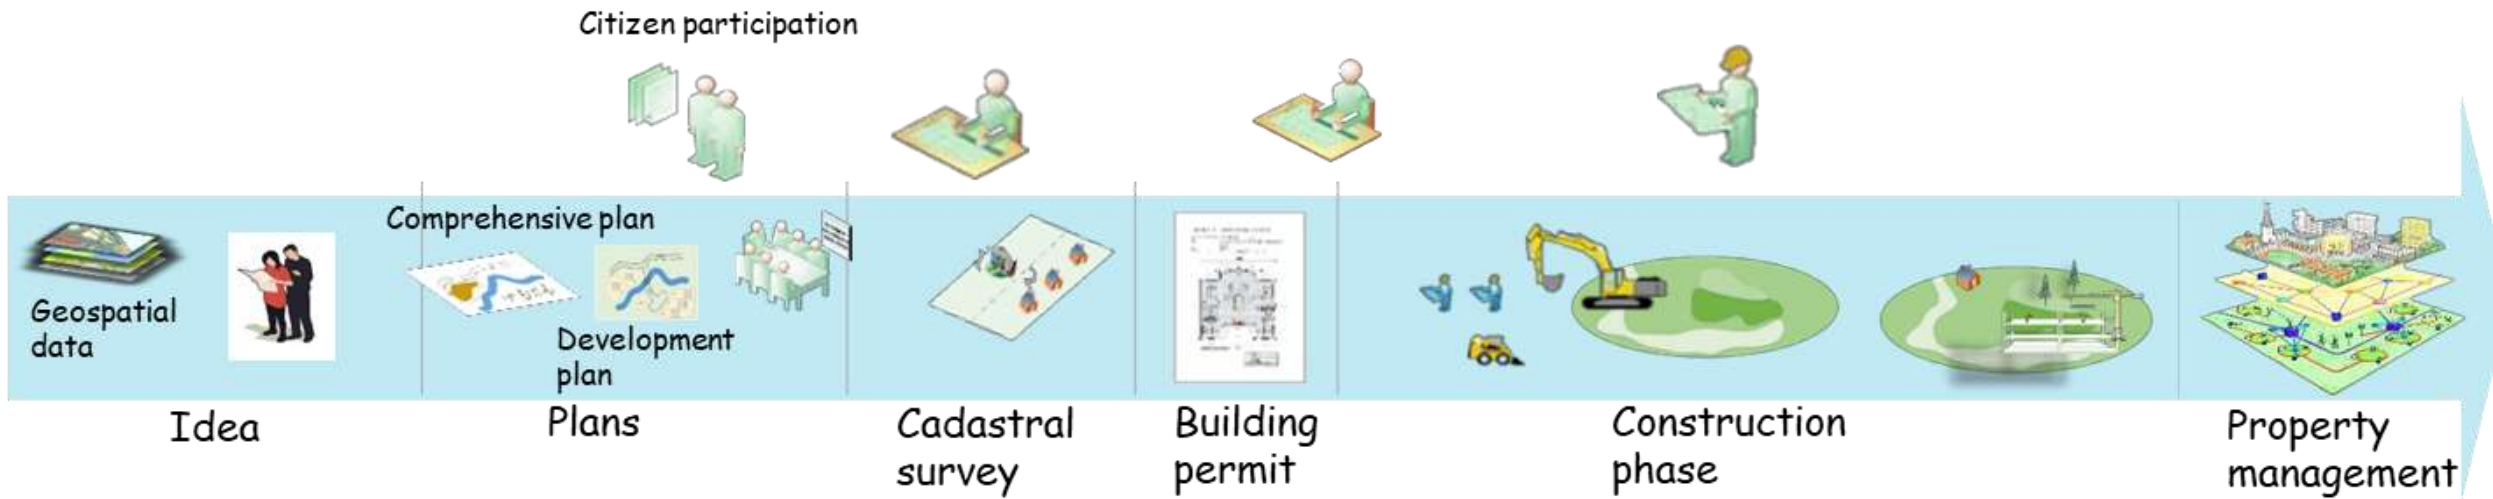 Citizen participation
Comprehensive plan
Geospatial
data
Development
plan
Idea
Plans
Cadastral
survey
Building
permit
Construction
phase
Property
management